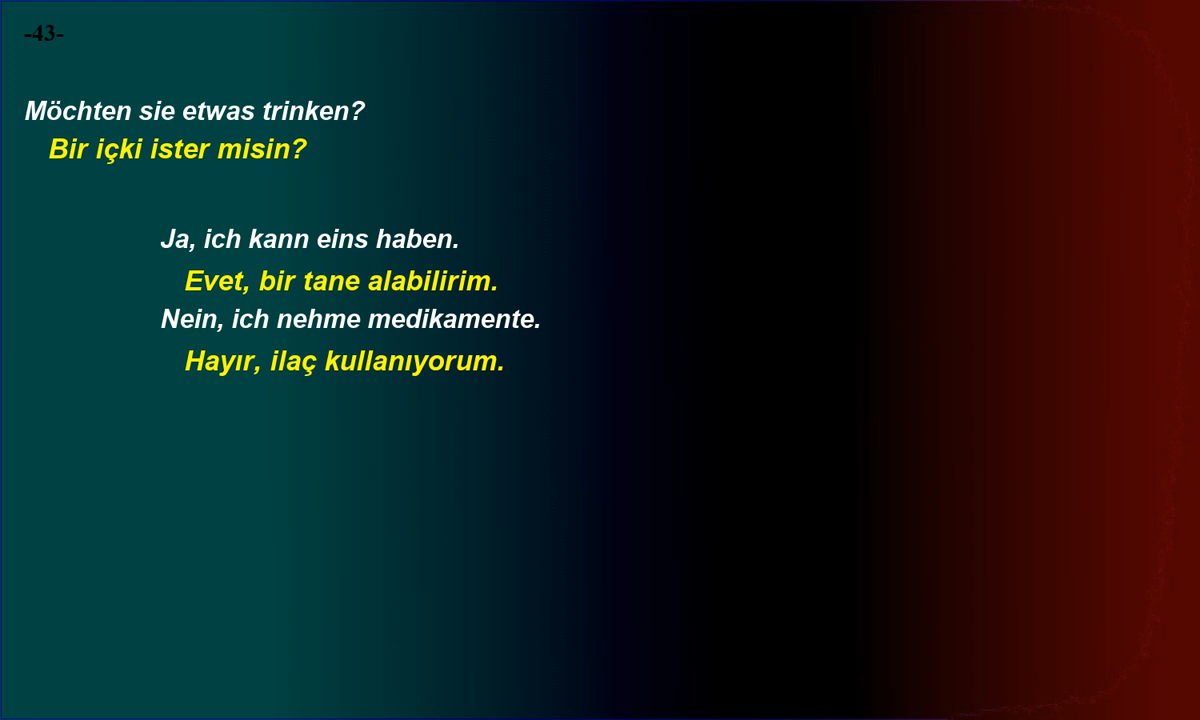 -43-
Möchten sie etwas trinken?
Bir içki ister misin?
Ja, ich kann eins haben.
Evet, bir tane alabilirim.
Nein, ich nehme medikamente.
Hayır, ilaç kullanıyorum.